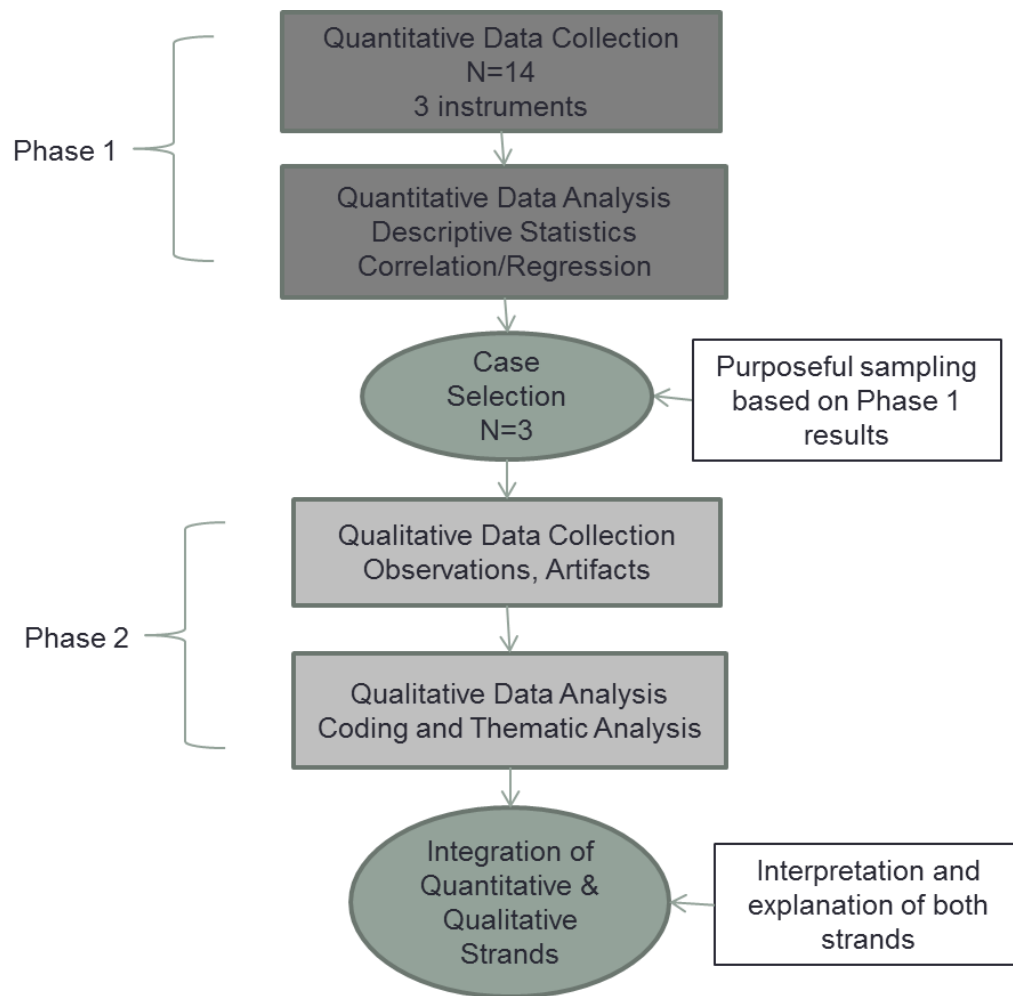 Quantitative Data Collection
N=14
3 instruments
Phase 1
Quantitative Data Analysis
Descriptive Statistics
Correlation/Regression
Case
Selection
N=3
Purposeful sampling
based on Phase 1
results
Qualitative Data Collection
Observations, Artifacts
Phase 2
Qualitative Data Analysis
Coding and Thematic Analysis
Integration of
Quantitative &
Qualitative
Strands
Interpretation and
explanation of both
strands